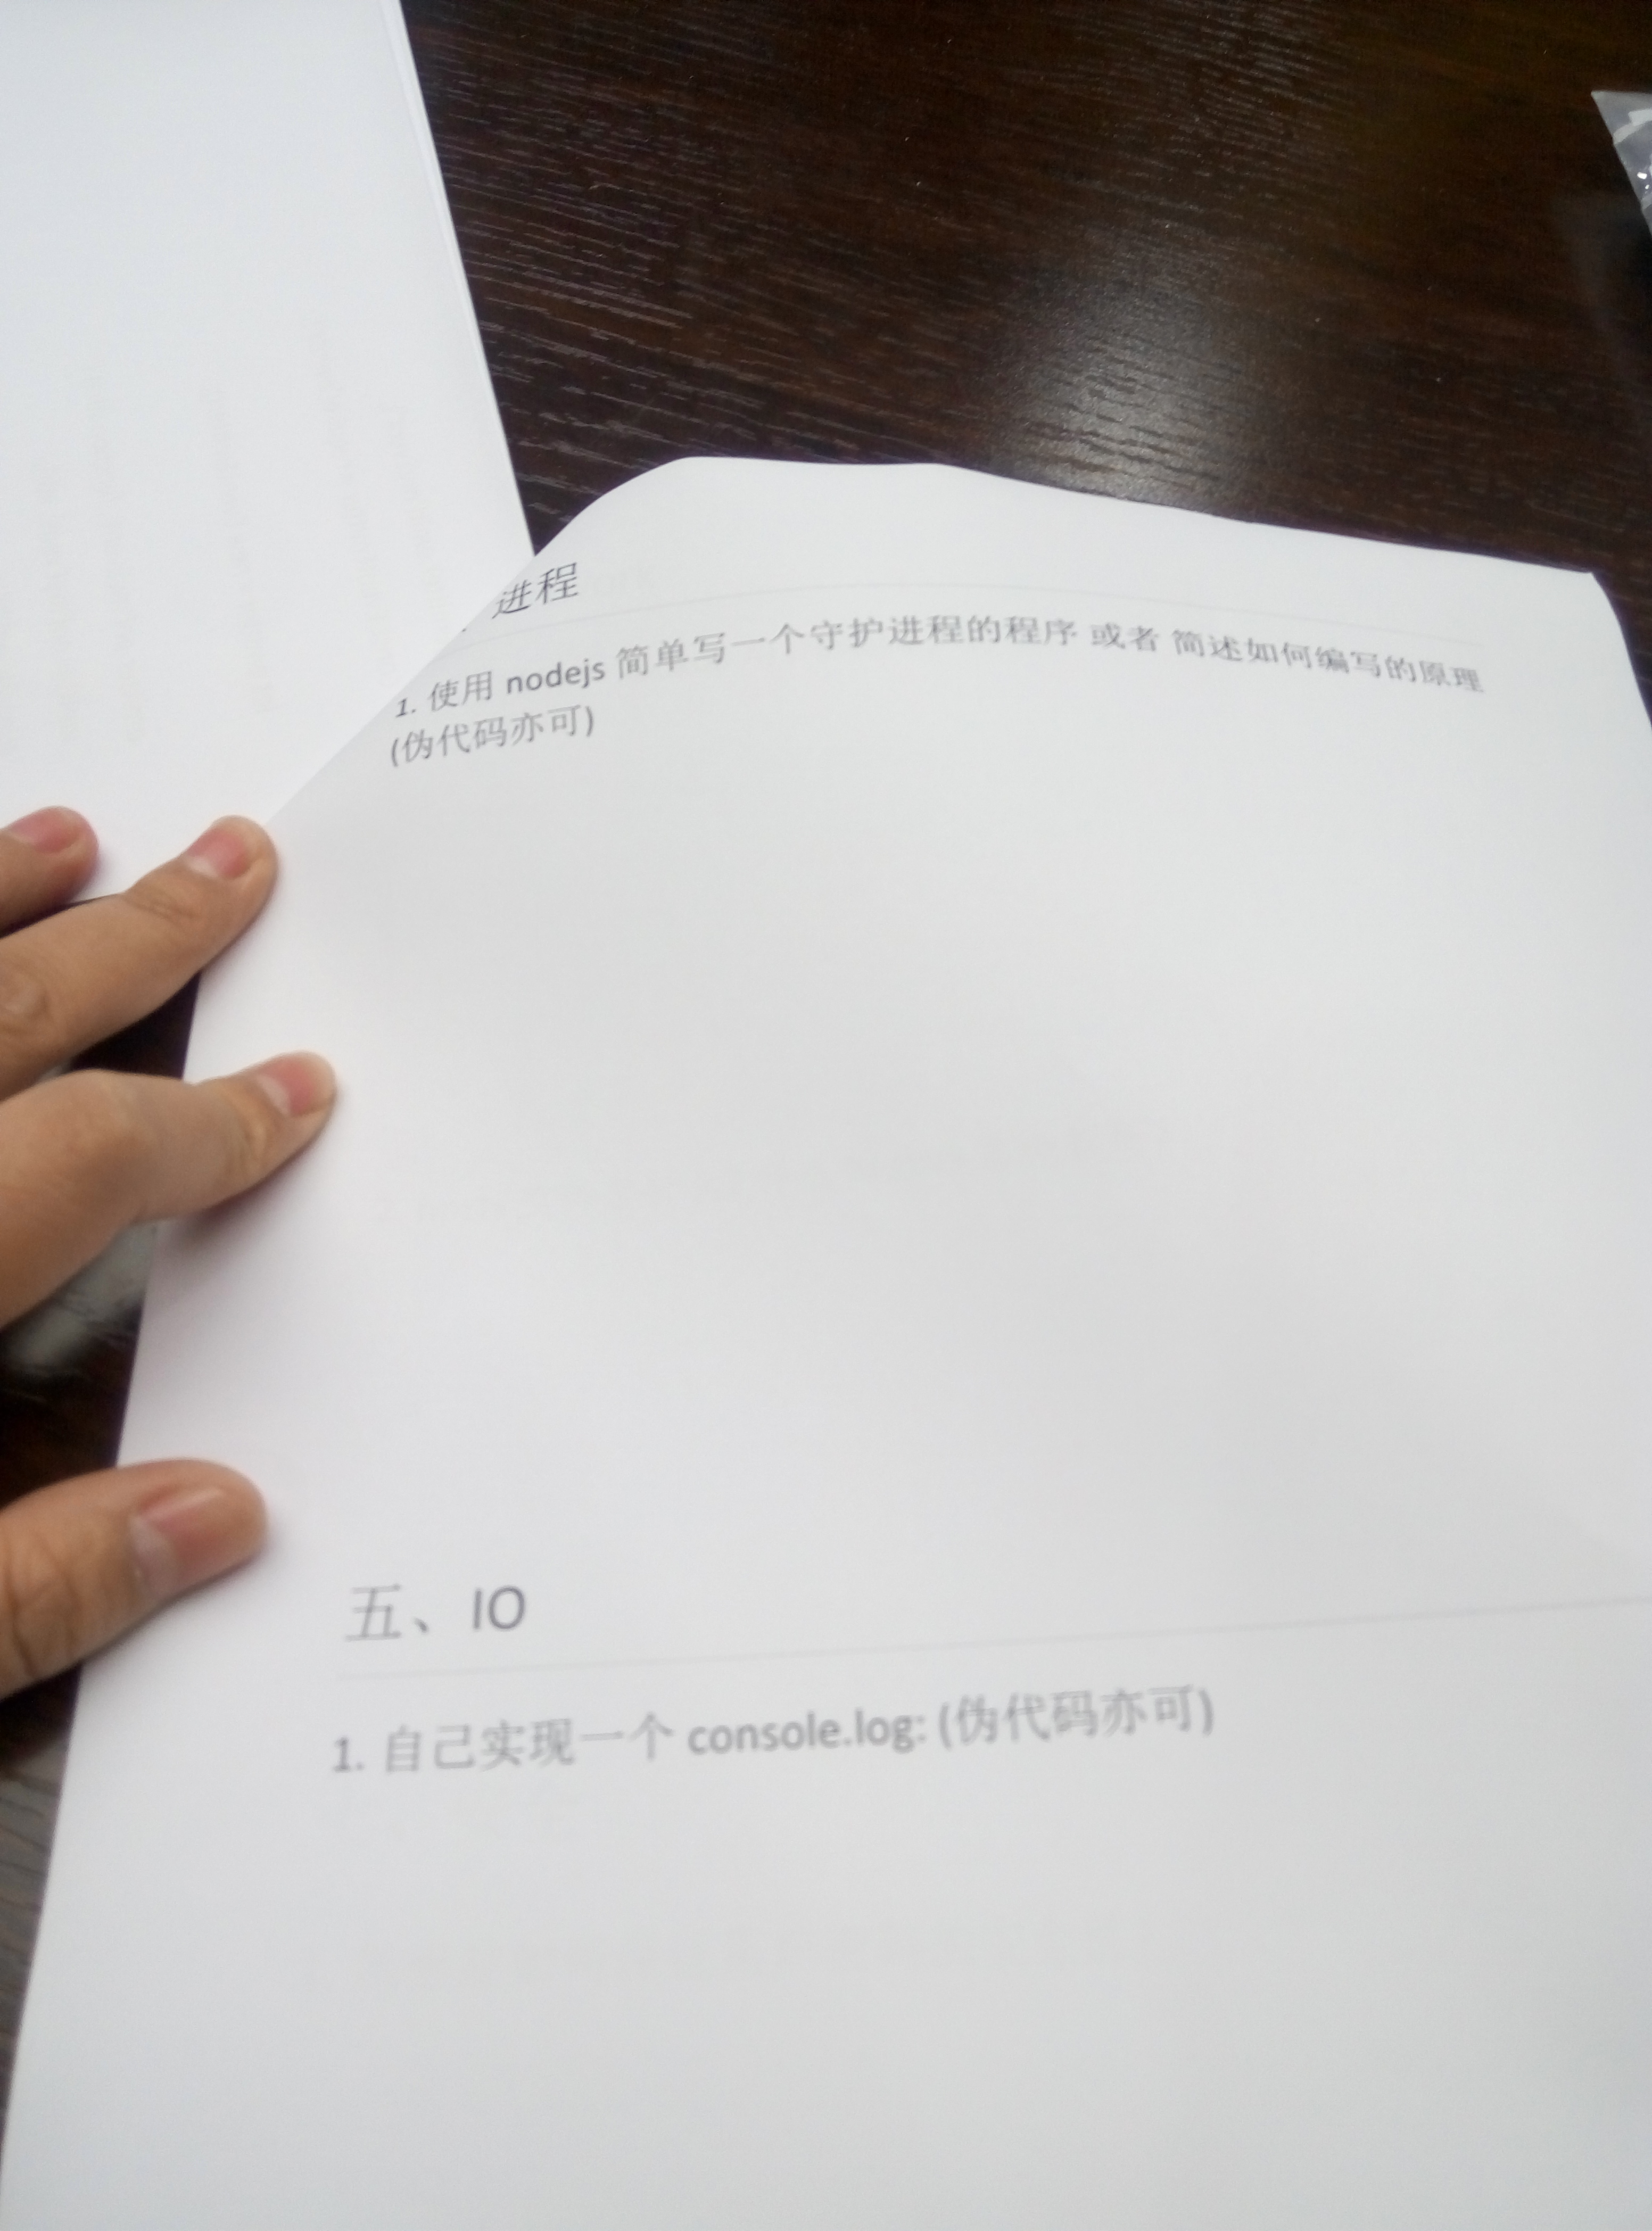 进程
1. 使用 nodejs 简单写一个守护进程的程序 或者 简述如何编写的原理
(伪代码亦可)
五、IO
1. 自己实现一个 console.log: (伪代码亦可)